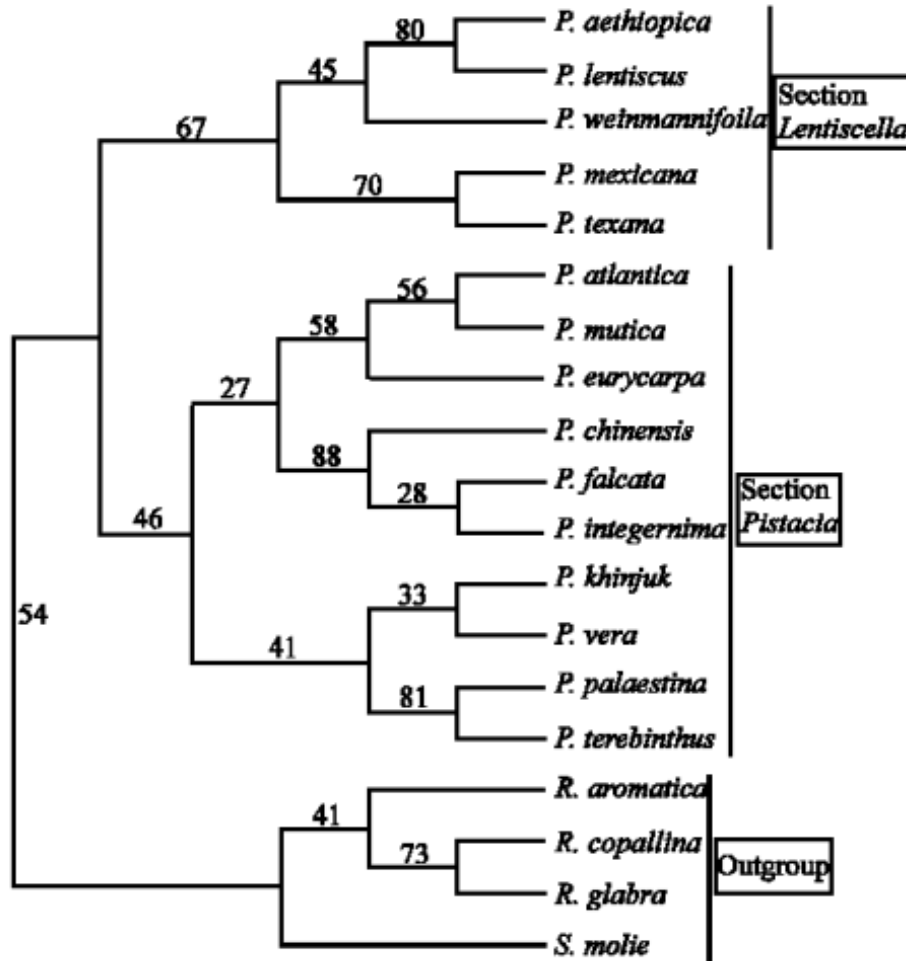 80
P. aethiopica
P. lentiscus
45
P. weinmannifoila
67
P. mexicana
70
P. texana
Section
Lentiscella
P. atlantica
56
P. mutica
58
P. eurycarpa
27
P. chinensis
88
P. falcata
28
P. integernima
46
Section
Pistacia
P. khinjuk
33
P. vera
41
P. palaestina
81
P. terebinthus
54
R. aromatica
41
R. copallina
73
R. glabra
S. molie
Outgroup